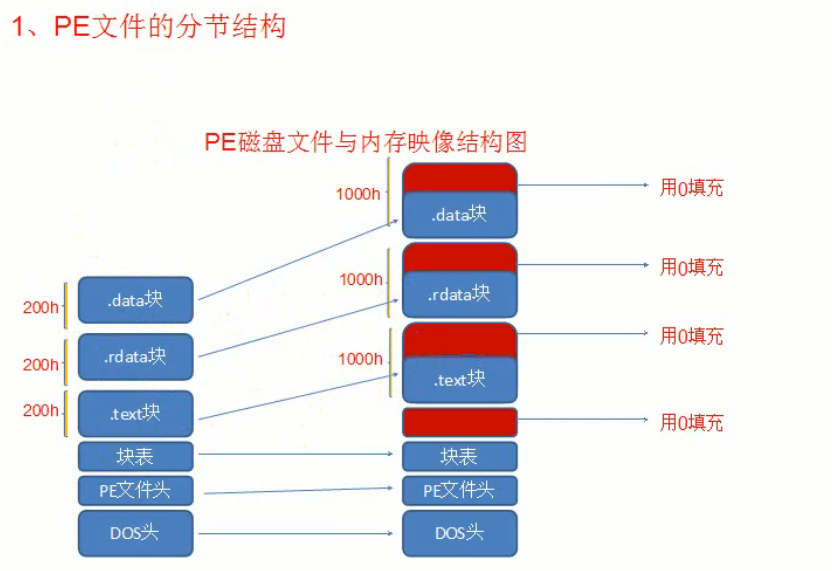 1、PE文件的分节结构
PE磁盘文件与内存映像结构图
1000h
.data块
用0填充
1000h
.rdata块
用0填充
1000h
.text块
用0填充
用0填充
200h
.data块
200h
.rdata块
200h
.text块
块表
块表
PE文件头
PE文件头
DOS头
DOS头